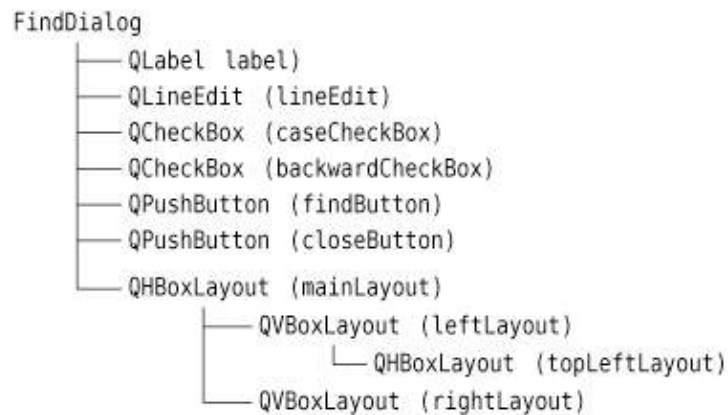 FindDialog
QLabel label)
QLineEdit (lineEdit)
QCheckBox (caseCheckBox)
QCheckBox (backwardCheckBox)
QPushButton (findButton)
QPushButton (closeButton)
QHBoxLayout (mainLayout)
QVBoxLayout (leftLayout)
QHBoxLayout (topLeftLayout)
QVBoxLayout (rightLayout)